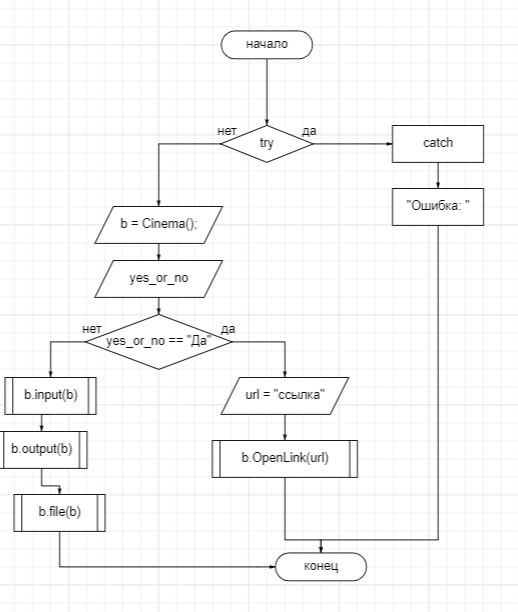 начало
нет
да
try
catch
"Ошибка: "
b = Cinema();
yes_or_no
нет
да
yes_or_no == "Да"
b.input(b)
url = "ссылка"
b.output(b)
b.OpenLink(url)
b.file(b)
конец